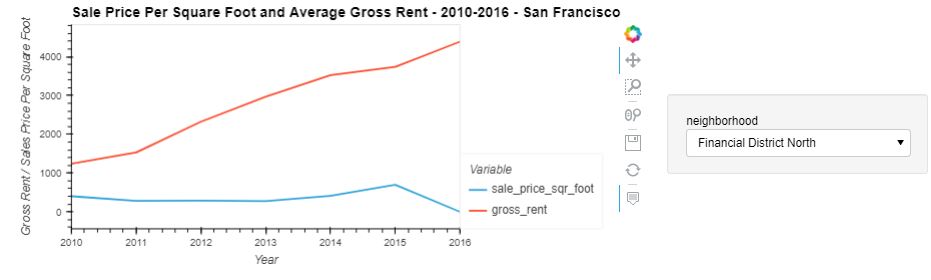 Sale Price Per Square Foot and Average Gross Rent - 2010-2016 - San Francisco
Gross Rent / Sales Price Per Square Foot
4000
3000
2000
1000
0
2010 2011 2012 2013 2014 2015 2016
Year
Variable
sale_price_sqr_foot
gross_rent
neighborhood
Financial District North